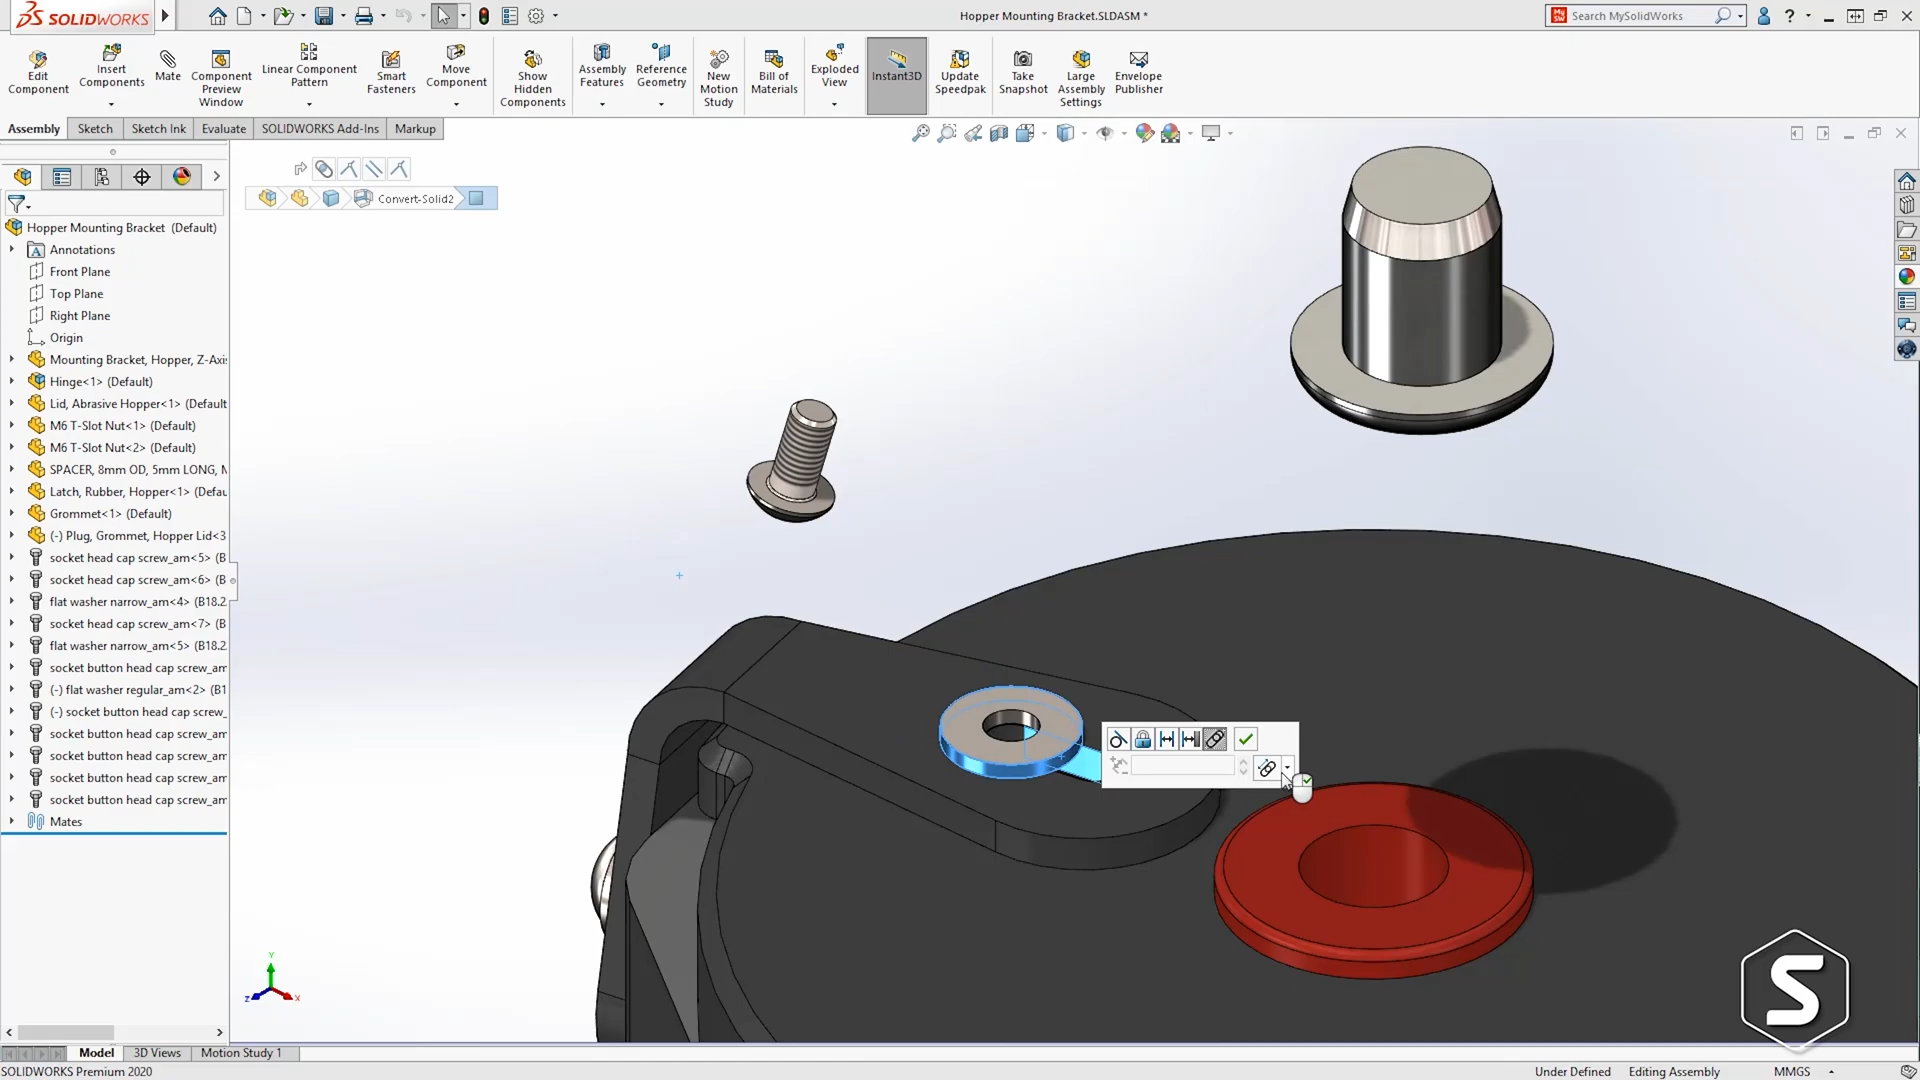 SOLIDWORKS
Hopper Mounting Bracket.SLDASM *
Search MySolidWorks
Edit Component
Insert Components
Mate
Component Preview Window
Linear Component Pattern
Smart Fasteners
Move Component
Show Hidden Components
Assembly Features
Reference Geometry
New Motion Study
Bill of Materials
Exploded View
Instant3D
Update Speedpak
Take Snapshot
Large Assembly Settings
Envelope Publisher
Assembly
Sketch
Sketch Ink
Evaluate
SOLIDWORKS Add-Ins
Markup
Convert-Solid2
Hopper Mounting Bracket (Default)
Annotations
Front Plane
Top Plane
Right Plane
Origin
Mounting Bracket, Hopper, Z-Axi
Hinge<1> (Default)
Lid, Abrasive Hopper<1> (Default
M6 T-Slot Nut<1> (Default)
M6 T-Slot Nut<2> (Default)
SPACER, 8mm OD, 5mm LONG, M
Latch, Rubber, Hopper<1> (Defau
Grommet<1> (Default)
(-) Plug, Grommet, Hopper Lid<3
socket head cap screw_am<5> (B
socket head cap screw_am<6> (B
flat washer narrow_am<4> (B18.2
socket head cap screw_am<7> (B
flat washer narrow_am<5> (B18.2
socket button head cap screw_am
(-) flat washer regular_am<2> (B1
(-) socket button head cap screw_
socket button head cap screw_am
socket button head cap screw_am
socket button head cap screw_am
socket button head cap screw_am
Mates
Y
Z
X
S
Model
3D Views
Motion Study 1
SOLIDWORKS Premium 2020
Under Defined
Editing Assembly
MMGS